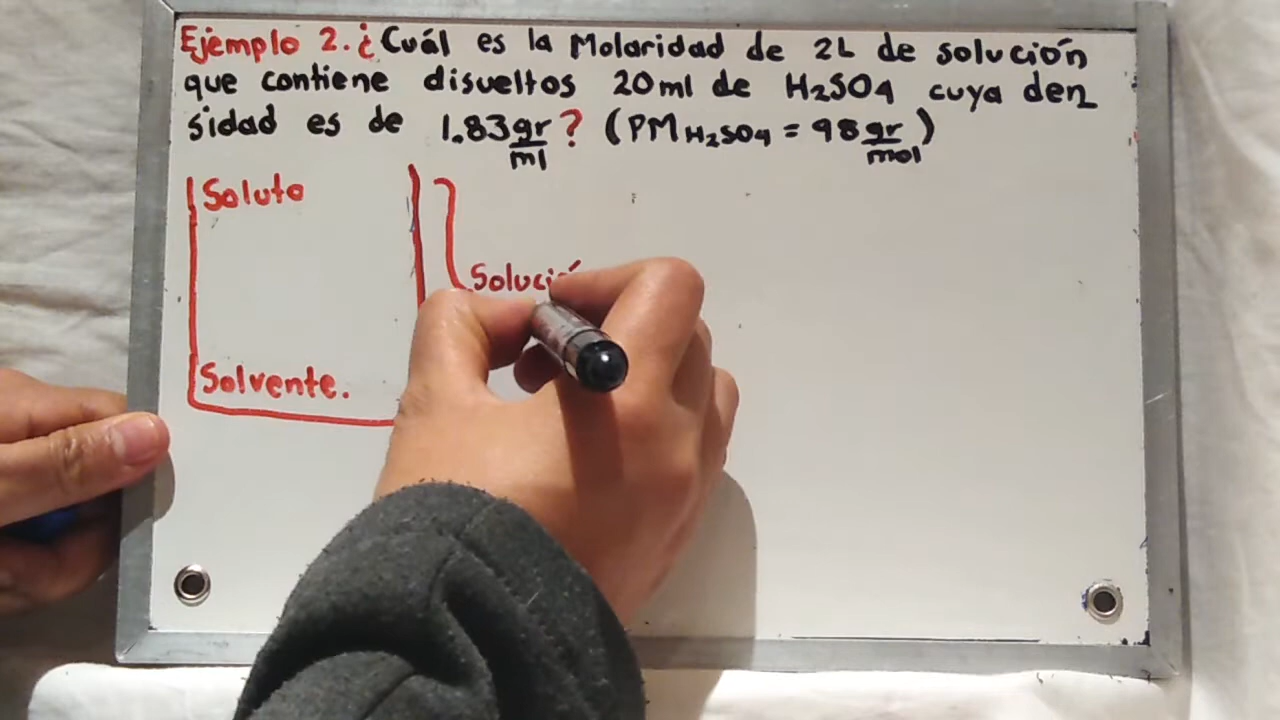 Ejemplo 2. ¿Cuál es la Molaridad de 2L de solución
que contiene disueltos 20ml de H₂SO₄ cuya den
sidad es de 1.83 gr/ml? (PM H₂SO₄ = 98 gr/mol)
Soluto
Solvente.